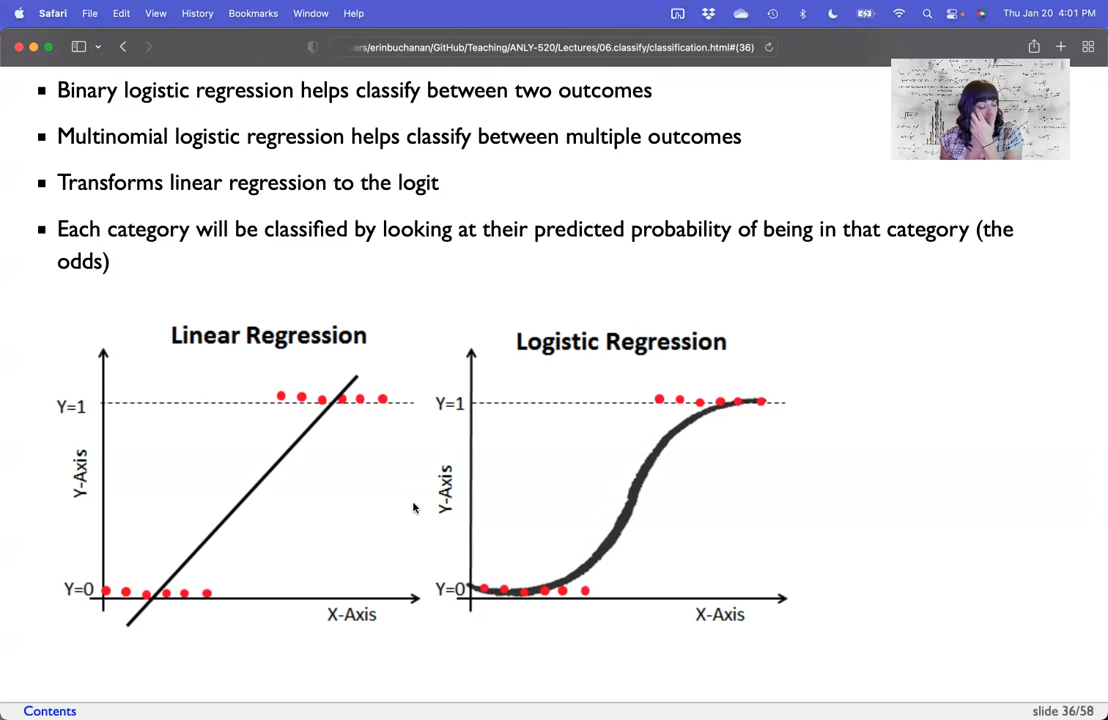 Safari File Edit View History Bookmarks Window Help Thu Jan 20 4:01 PM
ers/erinbuchanan/GitHub/Teaching/ANLY-520/Lectures/06.classify/classification.html#(36)
Binary logistic regression helps classify between two outcomes
Multinomial logistic regression helps classify between multiple outcomes
Transforms linear regression to the logit
Each category will be classified by looking at their predicted probability of being in that category (the
odds)
Linear Regression
Y=1
Y-Axis
Y=0
X-Axis
Logistic Regression
Y=1
Y-Axis
Y=0
X-Axis
Contents
slide 36/58